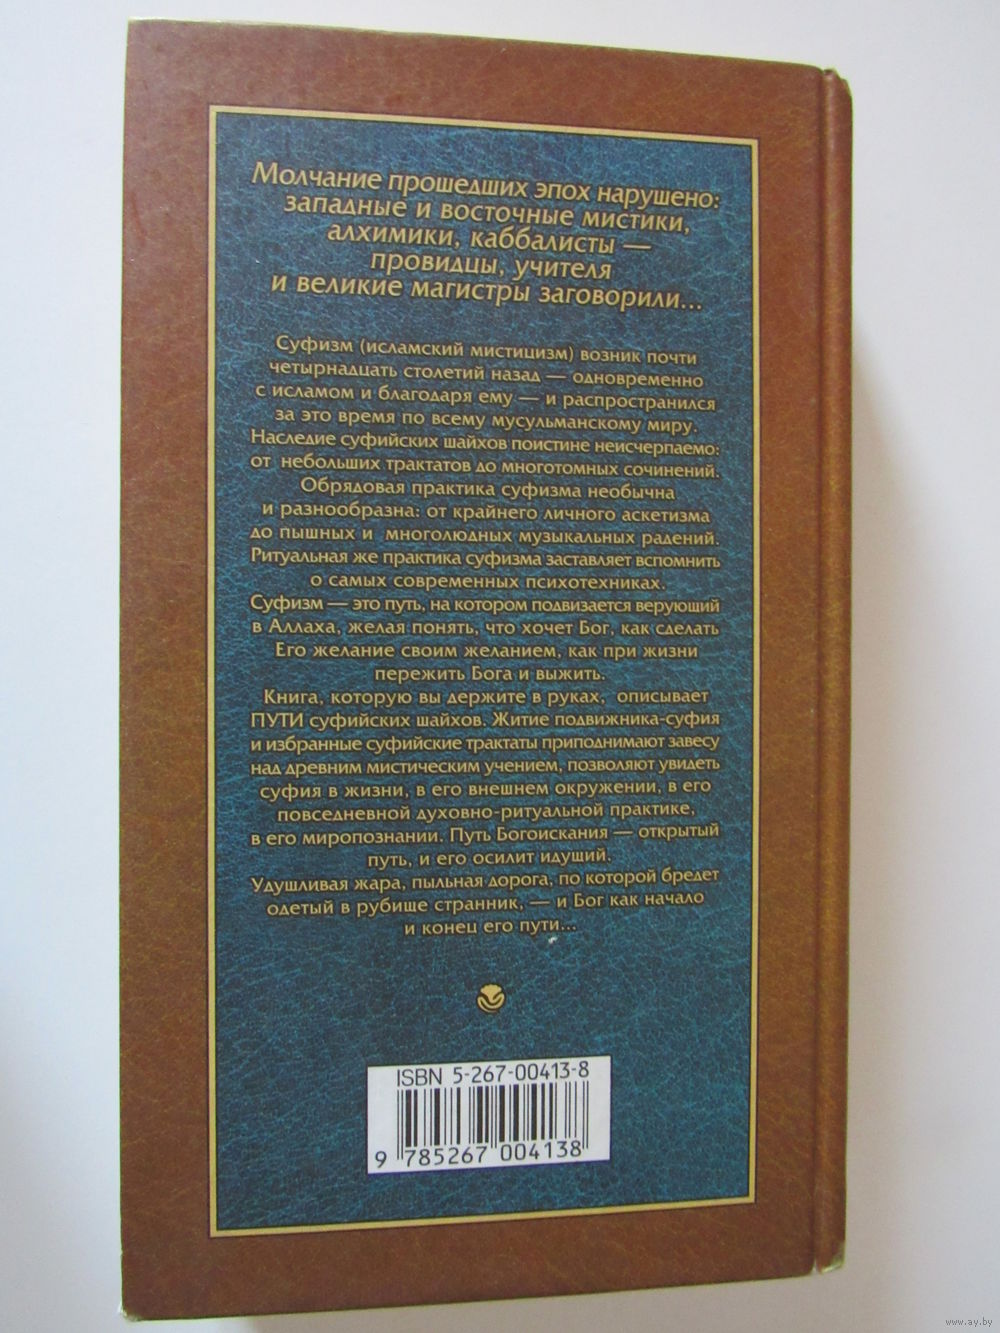 Молчание прошедших эпох нарушено:
западные и восточные мистики,
алхимики, каббалисты —
провидцы, учителя
и великие магистры заговорили...
Суфизм (исламский мистицизм) возник почти
четырнадцать столетий назад — одновременно
с исламом и благодаря ему — и распространился
за это время по всему мусульманскому миру.
Наследие суфийских шайхов поистине неисчерпаемо:
от небольших трактатов до многотомных сочинений.
Обрядовая практика суфизма необычна
и разнообразна: от крайнего личного аскетизма
до пышных и многолюдных музыкальных радений.
Ритуальная же практика суфизма заставляет вспомнить
о самых современных психотехниках.
Суфизм — это путь, на котором подвизается верующий
в Аллаха, желая понять, что хочет Бог, как сделать
Его желание своим желанием, как при жизни
пережить Бога и выжить.
Книга, которую вы держите в руках, описывает
ПУТИ суфийских шайхов. Житие подвижника-суфия
и избранные суфийские трактаты приподнимают завесу
над древним мистическим учением, позволяют увидеть
суфия в жизни, в его внешнем окружении, в его
повседневной духовно-ритуальной практике,
в его миропознании. Путь Богоискания — открытый
путь, и его осилит идущий.
Удушливая жара, пыльная дорога, по которой бредет
одетый в рубище странник, — и Бог как начало
и конец его пути...
ISBN 5-267-00413-8
9 785267 004138
www.ay.by